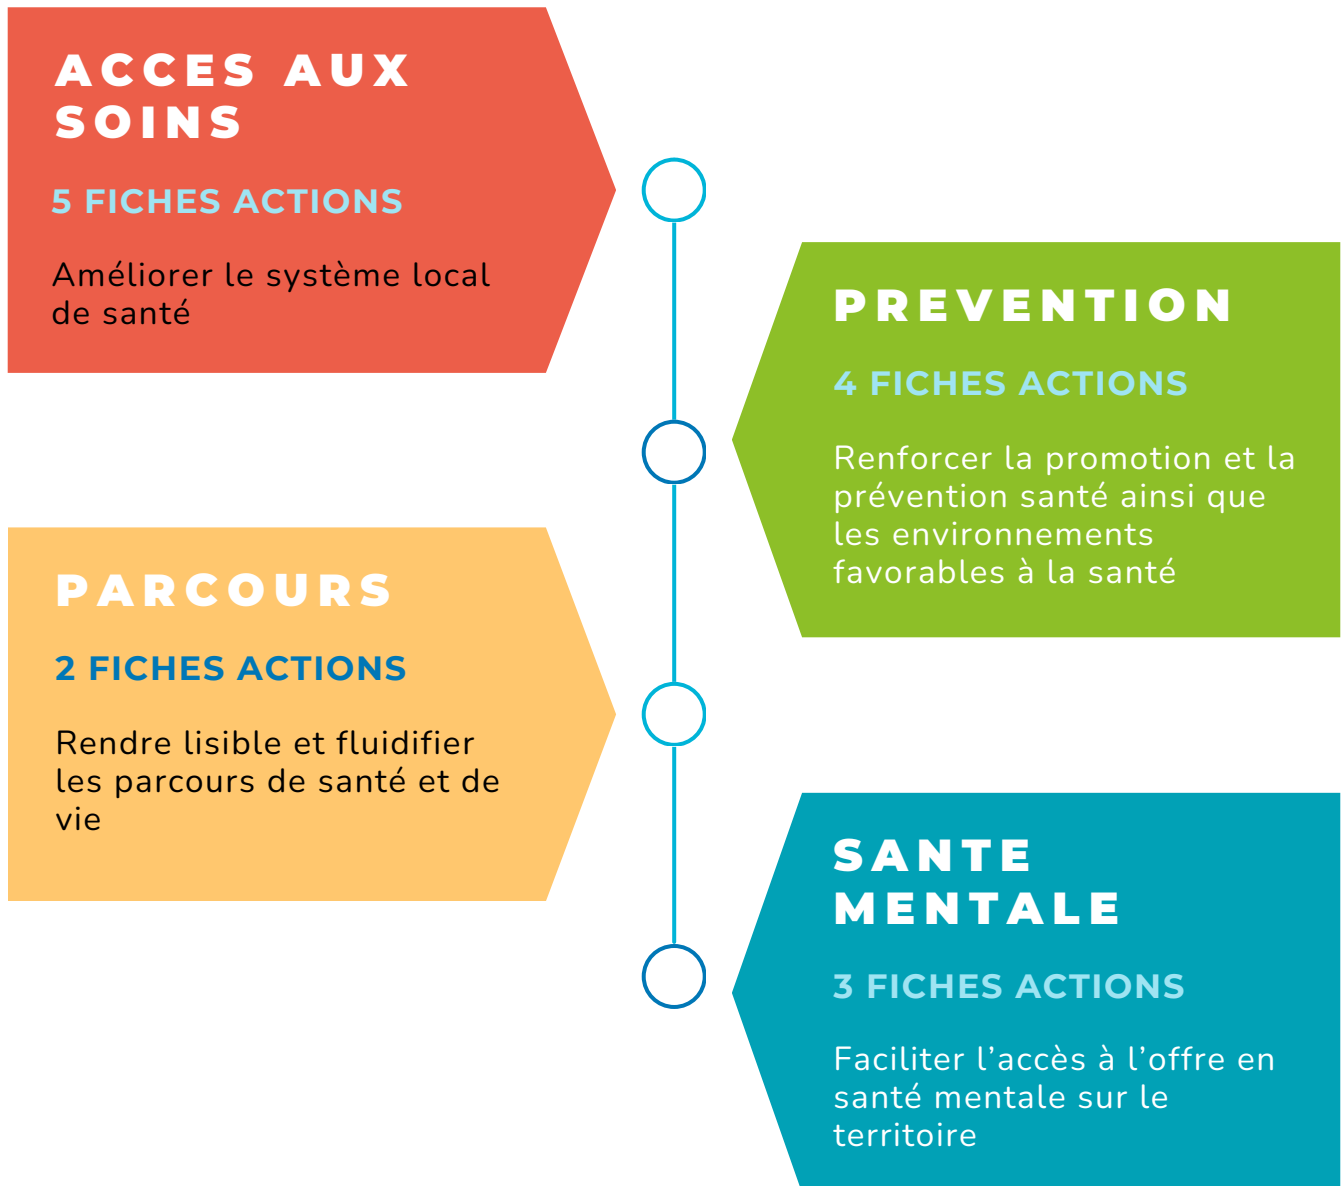 ACCES AUX
SOINS
5 FICHES ACTIONS
Améliorer le système local
de santé
PREVENTION
4 FICHES ACTIONS
Renforcer la promotion et la
prévention santé ainsi que
les environnements
favorables à la santé
PARCOURS
2 FICHES ACTIONS
Rendre lisible et fluidifier
les parcours de santé et de
vie
SANTE
MENTALE
3 FICHES ACTIONS
Faciliter l’accès à l’offre en
santé mentale sur le
territoire